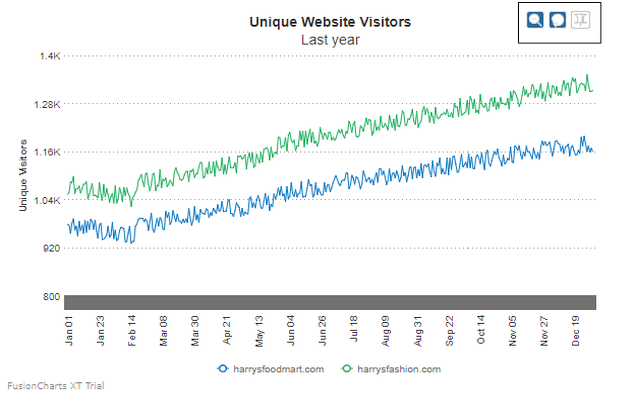 Unique Website Visitors
Last year
Unique Visitors
1.4K
1.28K
1.16K
1.04K
920
800
Jan 01
Jan 23
Feb 14
Mar 08
Mar 30
Apr 21
May 13
Jun 04
Jun 26
Jul 18
Aug 09
Aug 31
Sep 22
Oct 14
Nov 05
Nov 27
Dec 19
harrysfoodmart.com harrysfashion.com
FusionCharts XT Trial